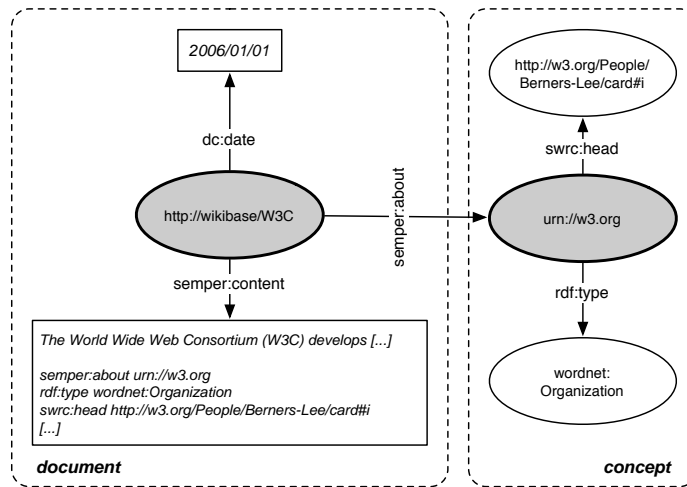 2006/01/01
dc:date
http://wikibase/W3C
semper:content
The World Wide Web Consortium (W3C) develops [...]
semper:about urn://w3.org
rdf:type wordnet:Organization
swrc:head http://w3.org/People/Berners-Lee/card#i
[...]
document
semper:about
http://w3.org/People/
Berners-Lee/card#i
swrc:head
urn://w3.org
rdf:type
wordnet:
Organization
concept